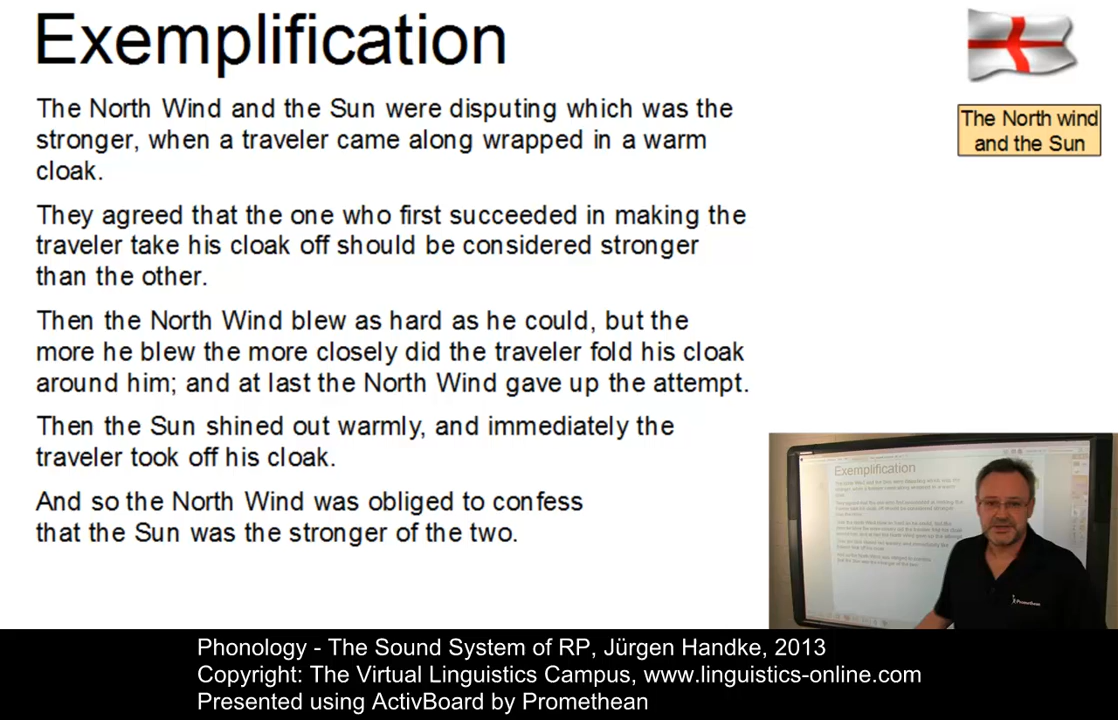 Exemplification
The North Wind and the Sun were disputing which was the
stronger, when a traveler came along wrapped in a warm
cloak.
They agreed that the one who first succeeded in making the
traveler take his cloak off should be considered stronger
than the other.
Then the North Wind blew as hard as he could, but the
more he blew the more closely did the traveler fold his cloak
around him; and at last the North Wind gave up the attempt.
Then the Sun shined out warmly, and immediately the
traveler took off his cloak.
And so the North Wind was obliged to confess
that the Sun was the stronger of the two.
The North wind
and the Sun
Exemplification
Promethean
Phonology - The Sound System of RP, Jürgen Handke, 2013
Copyright: The Virtual Linguistics Campus, www.linguistics-online.com
Presented using ActivBoard by Promethean